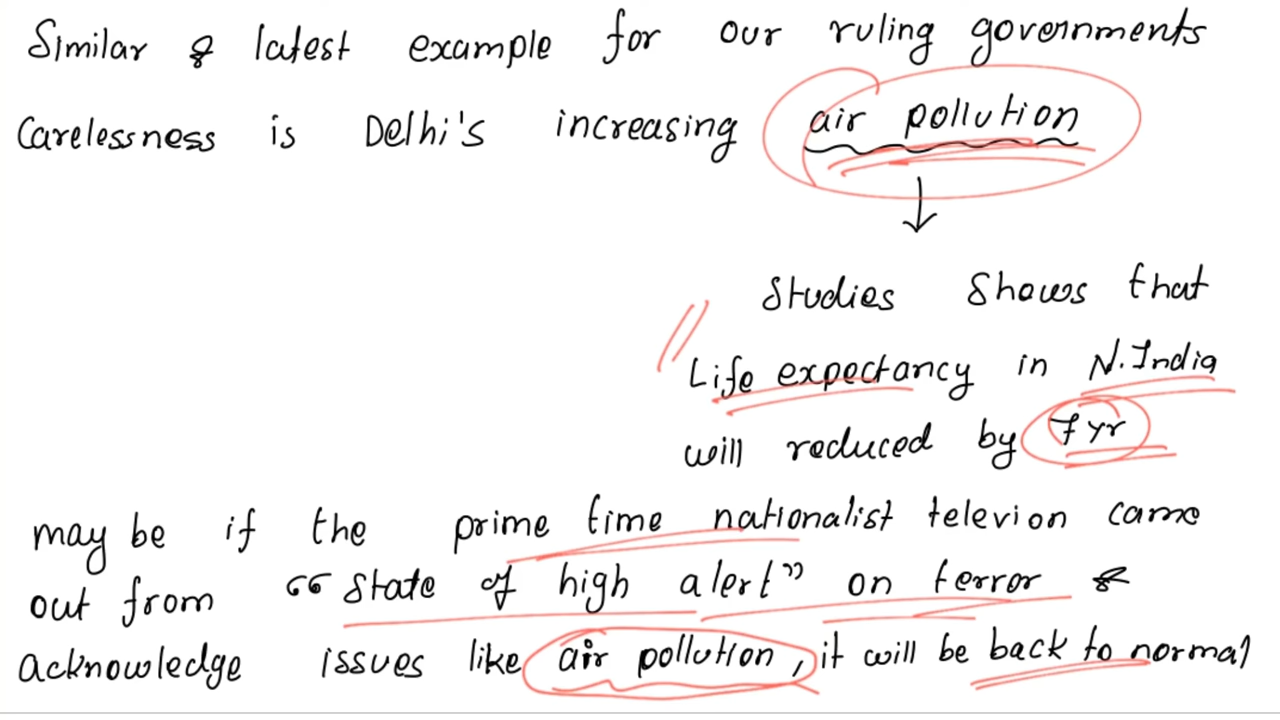 Similar & latest example for our ruling governments
carelessness is Delhi's increasing air pollution
Studies shows that
Life expectancy in N.India
will reduced by 7yr
may be if the prime time nationalist televion came
out from "State of high alert" on terror &
acknowledge issues like air pollution, it will be back to normal